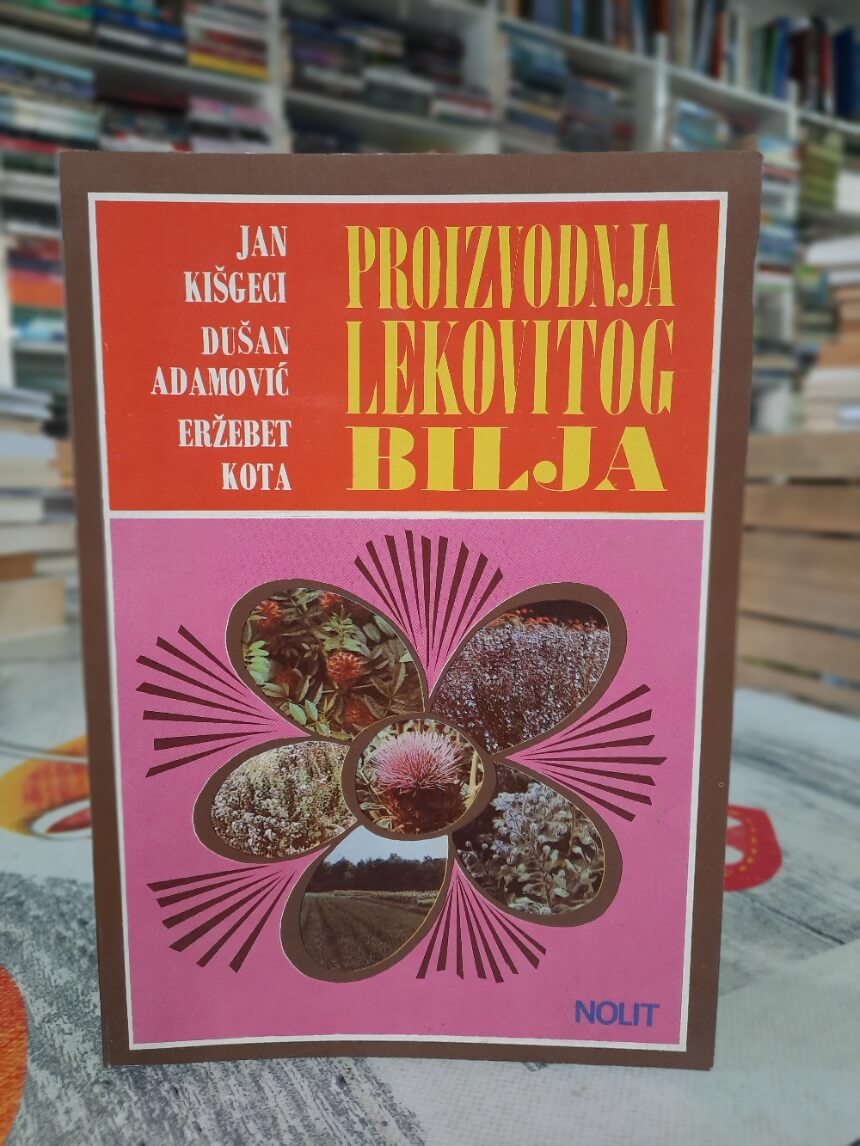 JAN
KIŠGECI
DUŠAN
ADAMOVIĆ
ERŽEBET
KOTA
PROIZVODNJA
LEKOVITOG
BILJA
NOLIT